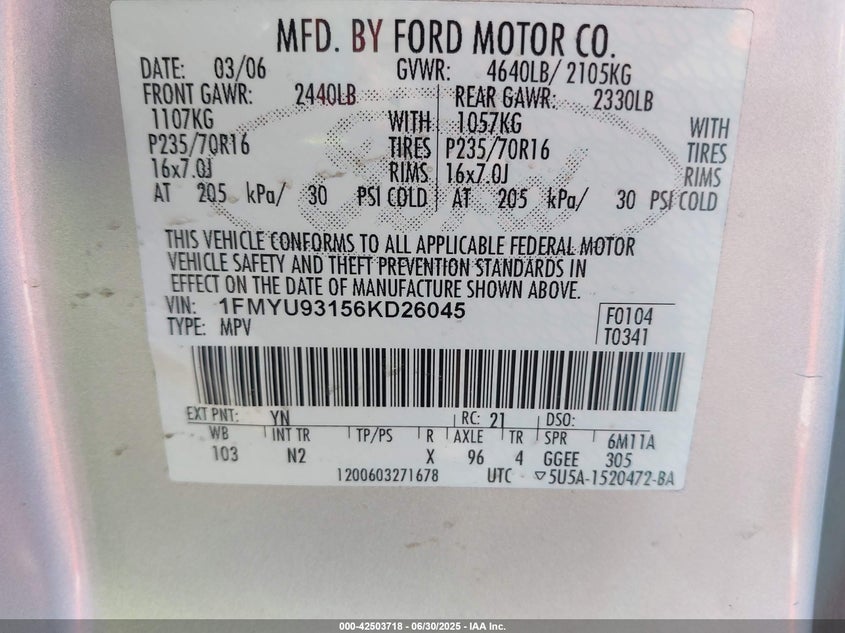 MFD. BY FORD MOTOR CO.
DATE: 03/06 GVWR: 4640LB/ 2105KG
FRONT GAWR: 2440LB REAR GAWR: 2330LB
1107KG WITH 1057KG WITH
P235/70R16 TIRES P235/70R16 TIRES
16x7.0J RIMS 16x7.0J RIMS
AT 205 kPa/ 30 PSI COLD AT 205 kPa/ 30 PSI COLD
THIS VEHICLE CONFORMS TO ALL APPLICABLE FEDERAL MOTOR
VEHICLE SAFETY AND THEFT PREVENTION STANDARDS IN
EFFECT ON THE DATE OF MANUFACTURE SHOWN ABOVE.
VIN: 1FMYU93156KD26045 F0104
TYPE: MPV T0341
EXT PNT: YN RC: 21 DSO:
WB INT TR TP/PS R AXLE TR SPR 6M11A
103 N2 X 96 4 GGEE 305
1200603271678 UTC ▽5U5A-1520472-BA
000-42503718 - 06/30/2025 - IAA Inc.